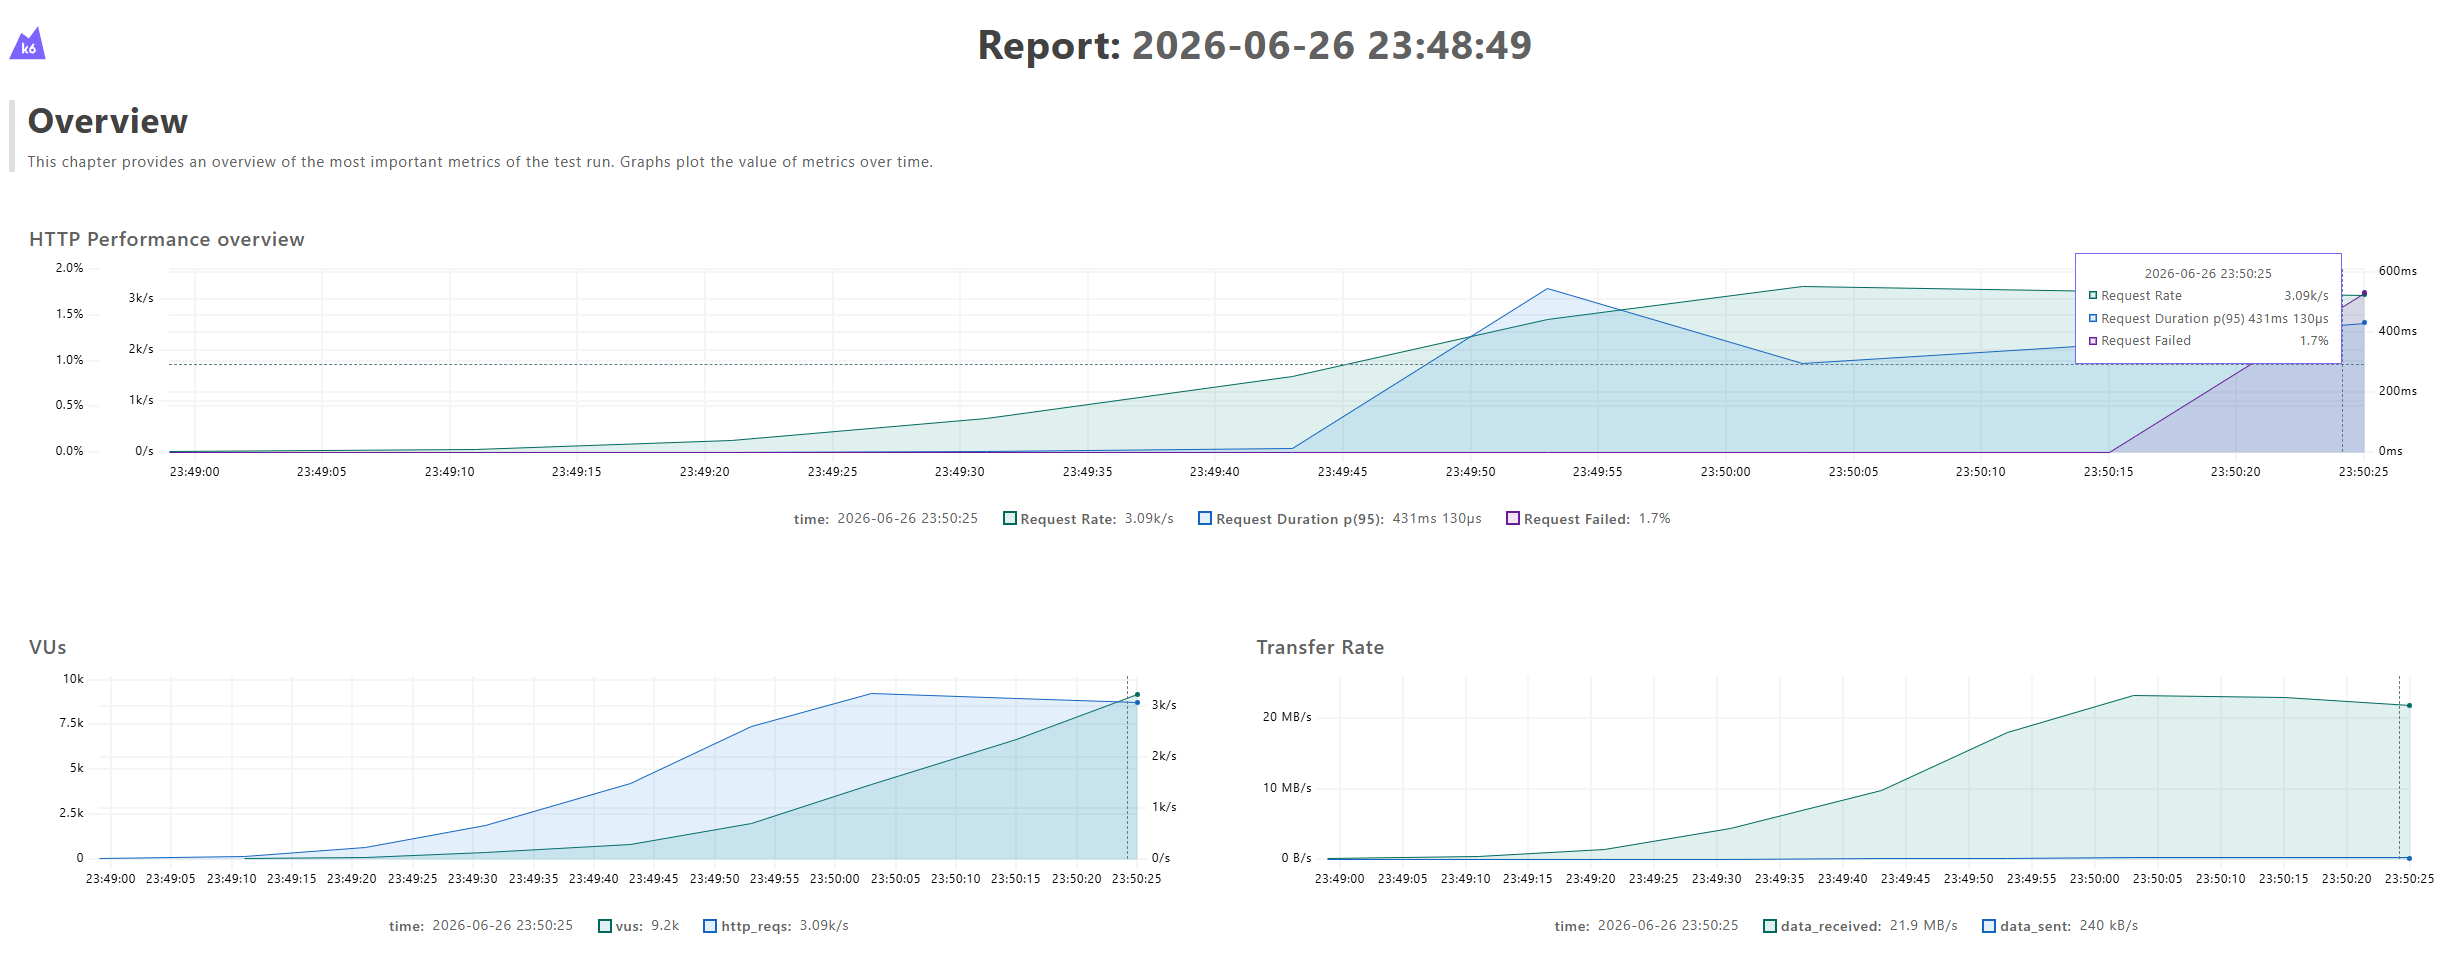 k6
Report: 2026-06-26 23:48:49
Overview
This chapter provides an overview of the most important metrics of the test run. Graphs plot the value of metrics over time.
HTTP Performance overview
2.0%
1.5%
1.0%
0.5%
0.0%
3k/s
2k/s
1k/s
0/s
2026-06-26 23:50:25
Request Rate 3.09k/s
Request Duration p(95) 431ms 130µs
Request Failed 1.7%
600ms
400ms
200ms
0ms
23:49:00 23:49:05 23:49:10 23:49:15 23:49:20 23:49:25 23:49:30 23:49:35 23:49:40 23:49:45 23:49:50 23:49:55 23:50:00 23:50:05 23:50:10 23:50:15 23:50:20 23:50:25
time: 2026-06-26 23:50:25 Request Rate: 3.09k/s Request Duration p(95): 431ms 130µs Request Failed: 1.7%
VUs
10k
7.5k
5k
2.5k
0
3k/s
2k/s
1k/s
0/s
23:49:00 23:49:05 23:49:10 23:49:15 23:49:20 23:49:25 23:49:30 23:49:35 23:49:40 23:49:45 23:49:50 23:49:55 23:50:00 23:50:05 23:50:10 23:50:15 23:50:20 23:50:25
time: 2026-06-26 23:50:25 vus: 9.2k http_reqs: 3.09k/s
Transfer Rate
20 MB/s
10 MB/s
0 B/s
23:49:00 23:49:05 23:49:10 23:49:15 23:49:20 23:49:25 23:49:30 23:49:35 23:49:40 23:49:45 23:49:50 23:49:55 23:50:00 23:50:05 23:50:10 23:50:15 23:50:20 23:50:25
time: 2026-06-26 23:50:25 data_received: 21.9 MB/s data_sent: 240 kB/s